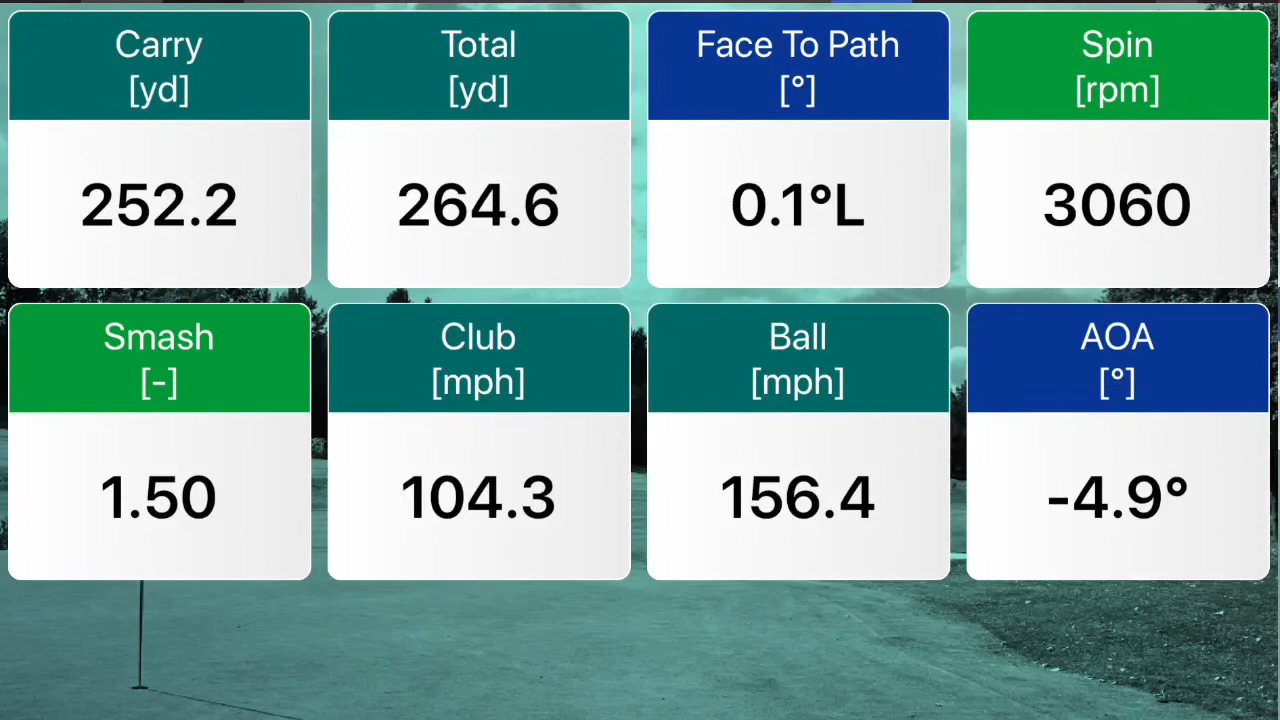 Carry
[yd]
252.2
Total
[yd]
264.6
Face To Path
[°]
0.1°L
Spin
[rpm]
3060
Smash
[-]
1.50
Club
[mph]
104.3
Ball
[mph]
156.4
AOA
[°]
-4.9°